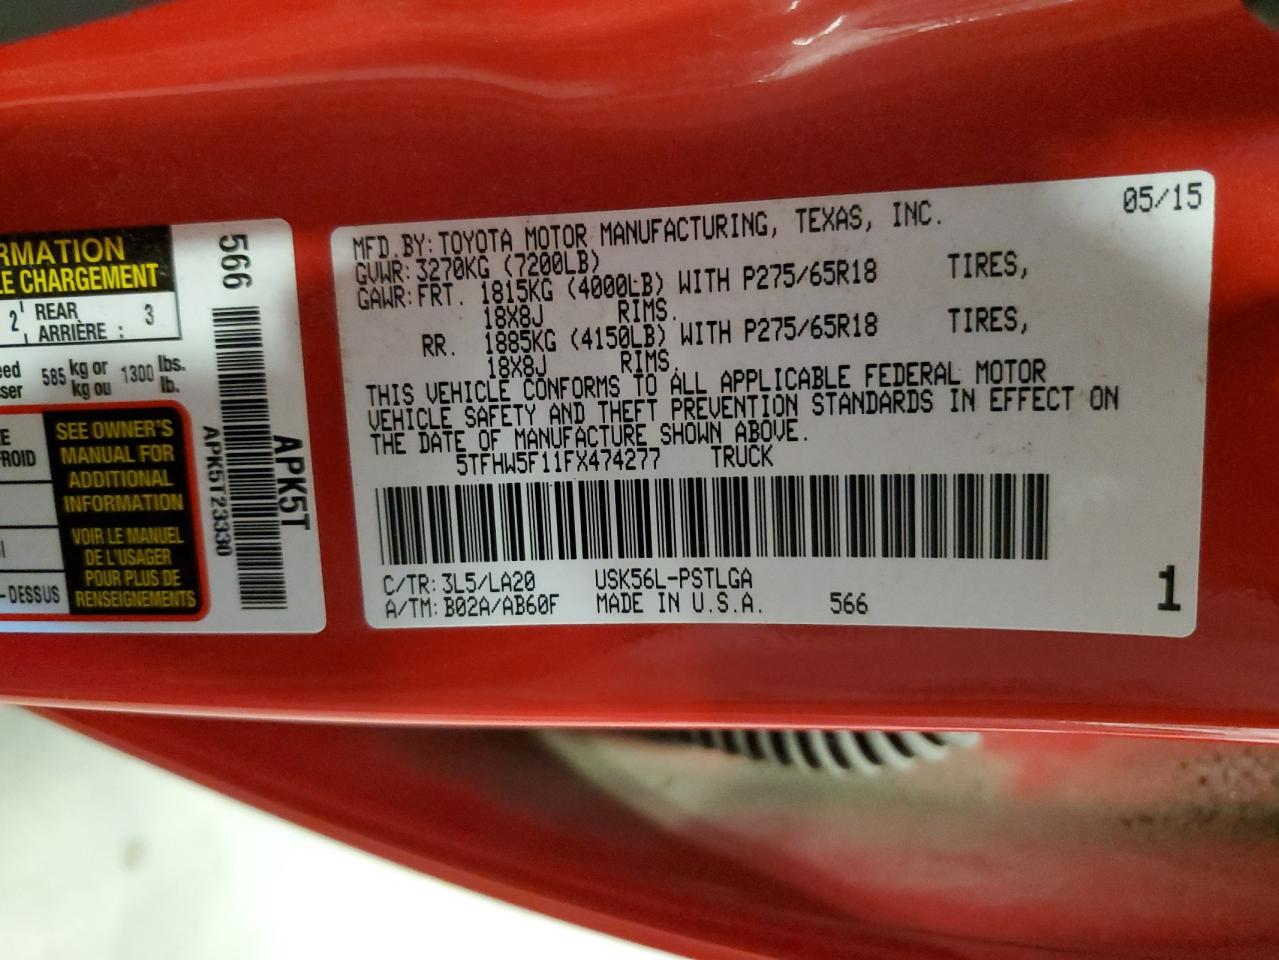 RMATION
E CHARGEMENT
2 REAR
ARRIÈRE : 3
585 kg or
kg ou 1300 lbs.
lb.
FROID
SEE OWNER'S
MANUAL FOR
ADDITIONAL
INFORMATION
VOIR LE MANUEL
DE L'USAGER
POUR PLUS DE
RENSEIGNEMENTS
-DESSUS
566
APK5T23330
APK5T
05/15
MFD.BY:TOYOTA MOTOR MANUFACTURING, TEXAS, INC.
GVWR:3270KG (7200LB)
GAWR:FRT. 1815KG (4000LB) WITH P275/65R18 TIRES,
18X8J RIMS.
RR. 1885KG (4150LB) WITH P275/65R18 TIRES,
18X8J RIMS.
THIS VEHICLE CONFORMS TO ALL APPLICABLE FEDERAL MOTOR
VEHICLE SAFETY AND THEFT PREVENTION STANDARDS IN EFFECT ON
THE DATE OF MANUFACTURE SHOWN ABOVE.
5TFHW5F11FX474277 TRUCK
C/TR:3L5/LA20 USK56L-PSTLGA
A/TM:B02A/AB60F MADE IN U.S.A. 566
1